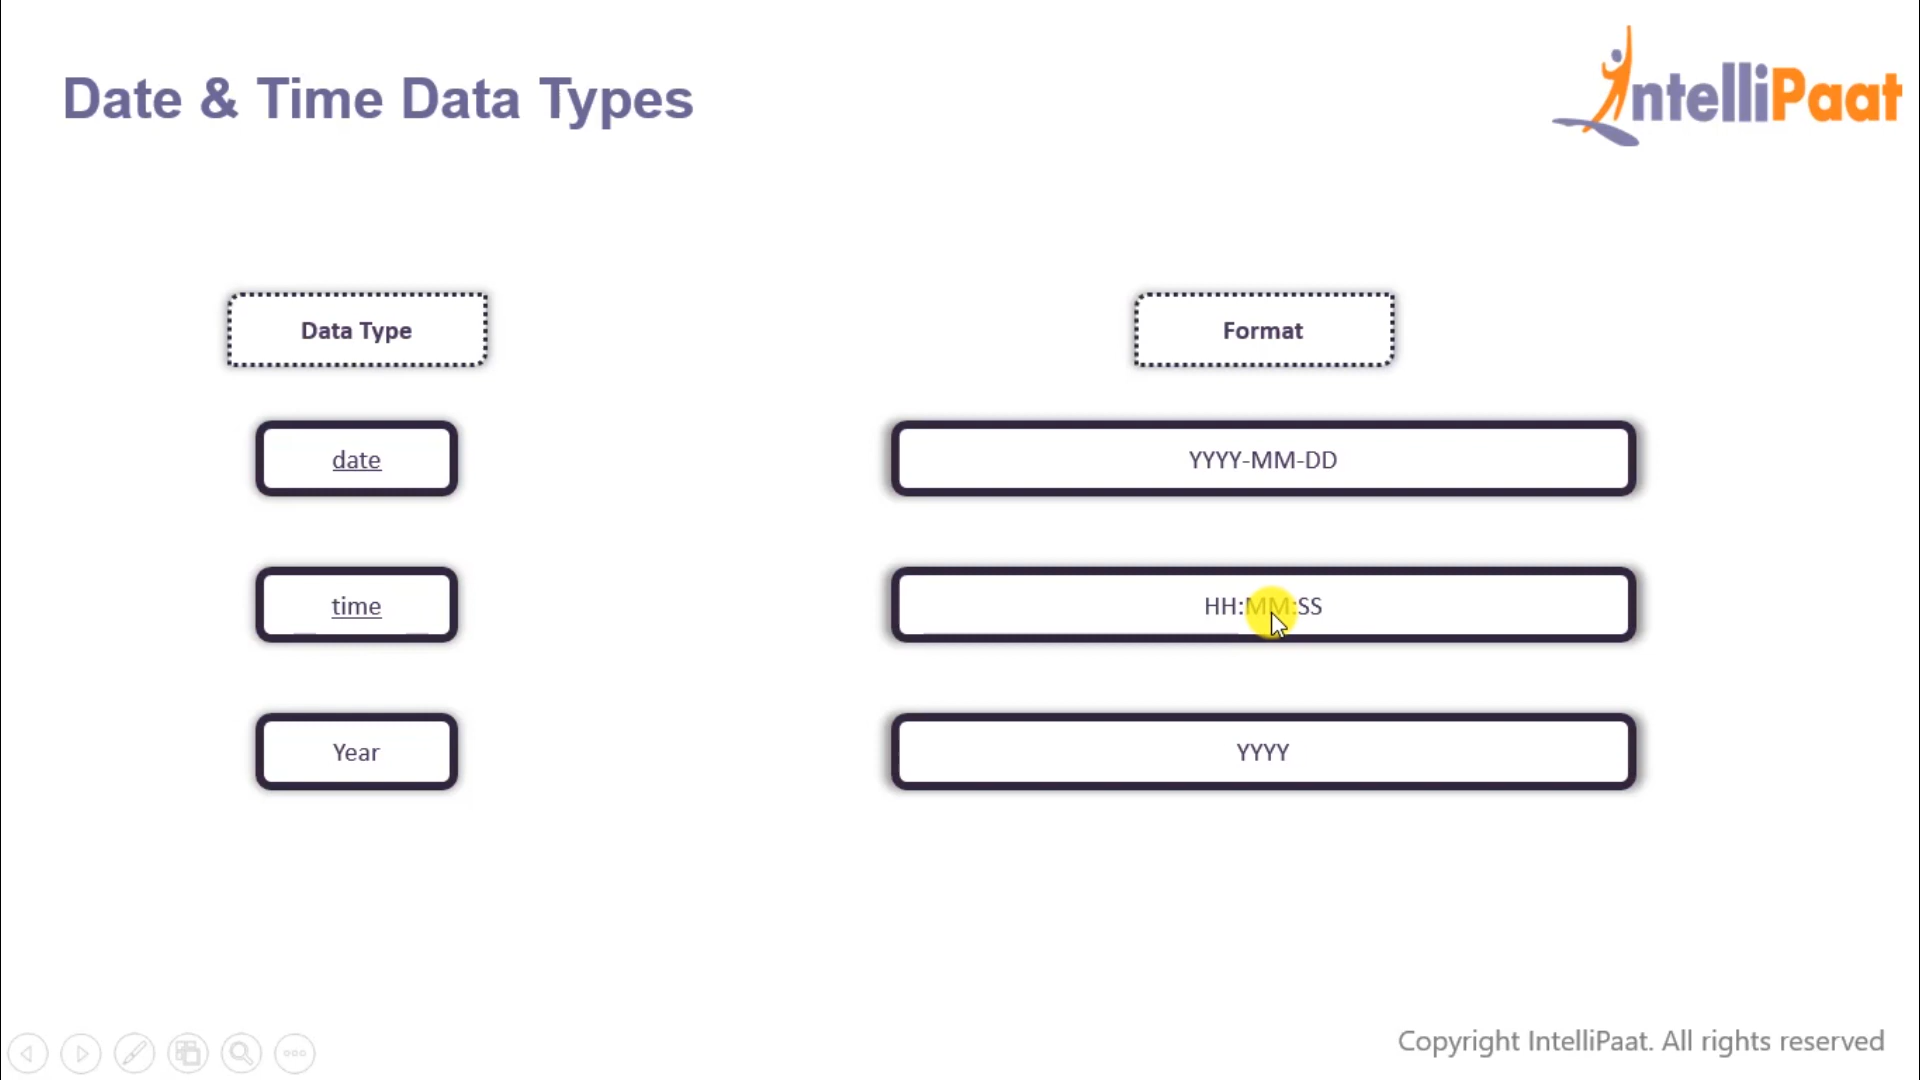 Date & Time Data Types
IntelliPaat
Data Type
Format
date
YYYY-MM-DD
time
HH:MM:SS
Year
YYYY
Copyright IntelliPaat. All rights reserved